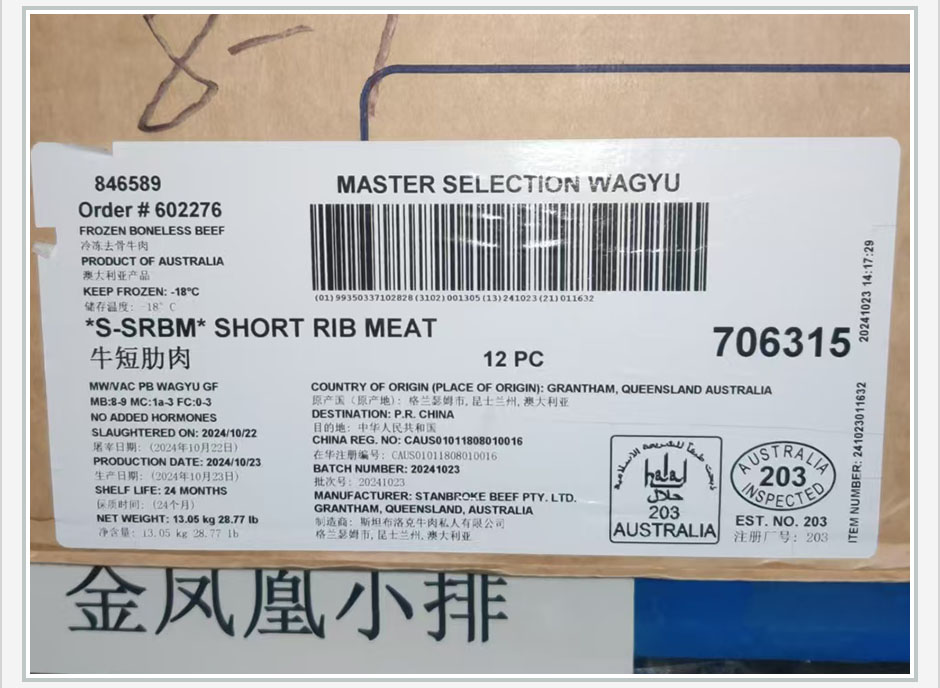 8-9
846589
Order # 602276
FROZEN BONELESS BEEF
冷冻去骨牛肉
PRODUCT OF AUSTRALIA
澳大利亚产品
KEEP FROZEN: -18°C
储存温度: -18° C
MASTER SELECTION WAGYU
(01)99350337102828(3102)001305(13)241023(21)011632
*S-SRBM* SHORT RIB MEAT
牛短肋肉
12 PC
706315
MW/VAC PB WAGYU GF
MB:8-9 MC:1a-3 FC:0-3
NO ADDED HORMONES
SLAUGHTERED ON: 2024/10/22
屠宰日期: (2024年10月22日)
PRODUCTION DATE: 2024/10/23
生产日期: (2024年10月23日)
SHELF LIFE: 24 MONTHS
保质时间: (24个月)
NET WEIGHT: 13.05 kg 28.77 lb
净含量: 13.05 kg 28.77 lb
COUNTRY OF ORIGIN (PLACE OF ORIGIN): GRANTHAM, QUEENSLAND AUSTRALIA
原产国 (原产地): 格兰瑟姆市,昆士兰州,澳大利亚
DESTINATION: P.R. CHINA
目的地: 中华人民共和国
CHINA REG. NO: CAUS01011808010016
在华注册编号: CAUS01011808010016
BATCH NUMBER: 20241023
批次号: 20241023
MANUFACTURER: STANBROKE BEEF PTY. LTD.
GRANTHAM, QUEENSLAND, AUSTRALIA
制造商: 斯坦布洛克牛肉私人有限公司
格兰瑟姆市,昆士兰州,澳大利亚
halal
حلال
203
AUSTRALIA
AUSTRALIA
203
INSPECTED
EST. NO. 203
注册厂号: 203
ITEM NUMBER: 241023011632
20241023 14:17:29
金凤凰小排